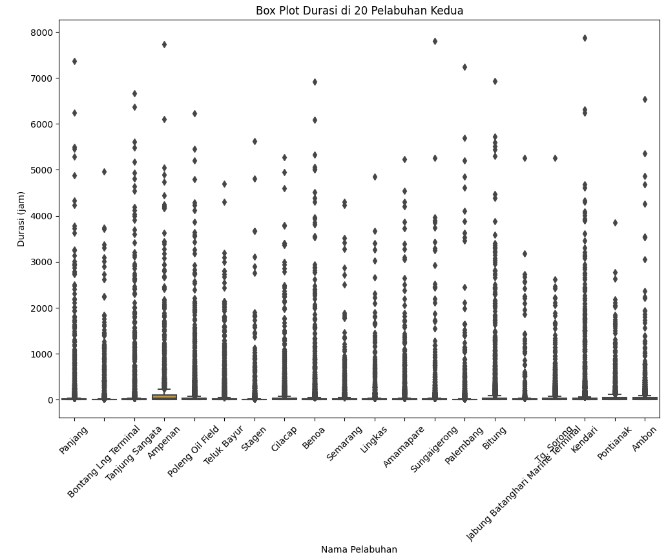 Box Plot Durasi di 20 Pelabuhan Kedua
8000
7000
6000
5000
4000
3000
2000
1000
0
Durasi (jam)
Panjang
Bontang Lng Terminal
Tanjung Sangata
Ampenan
Poleng Oil Field
Teluk Bayur
Stagen
Cilacap
Benoa
Semarang
Lingkas
Amamapare
Sungaigerong
Palembang
Bitung
Jabung Batanghari Marine Terminal
Tg. Sorong
Kendari
Pontianak
Ambon
Nama Pelabuhan